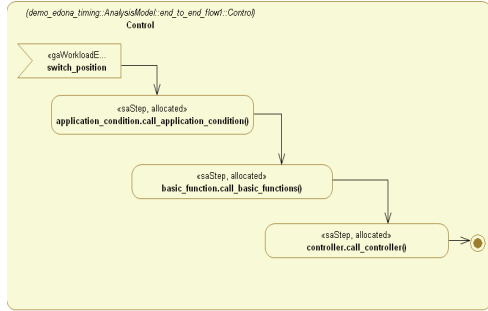 (demo_edona_timing::AnalysisModel::end_to_end_flow1::Control)
Control
«gaWorkloadE...
switch_position
«saStep, allocated»
application_condition.call_application_condition()
«saStep, allocated»
basic_function.call_basic_functions()
«saStep, allocated»
controller.call_controller()